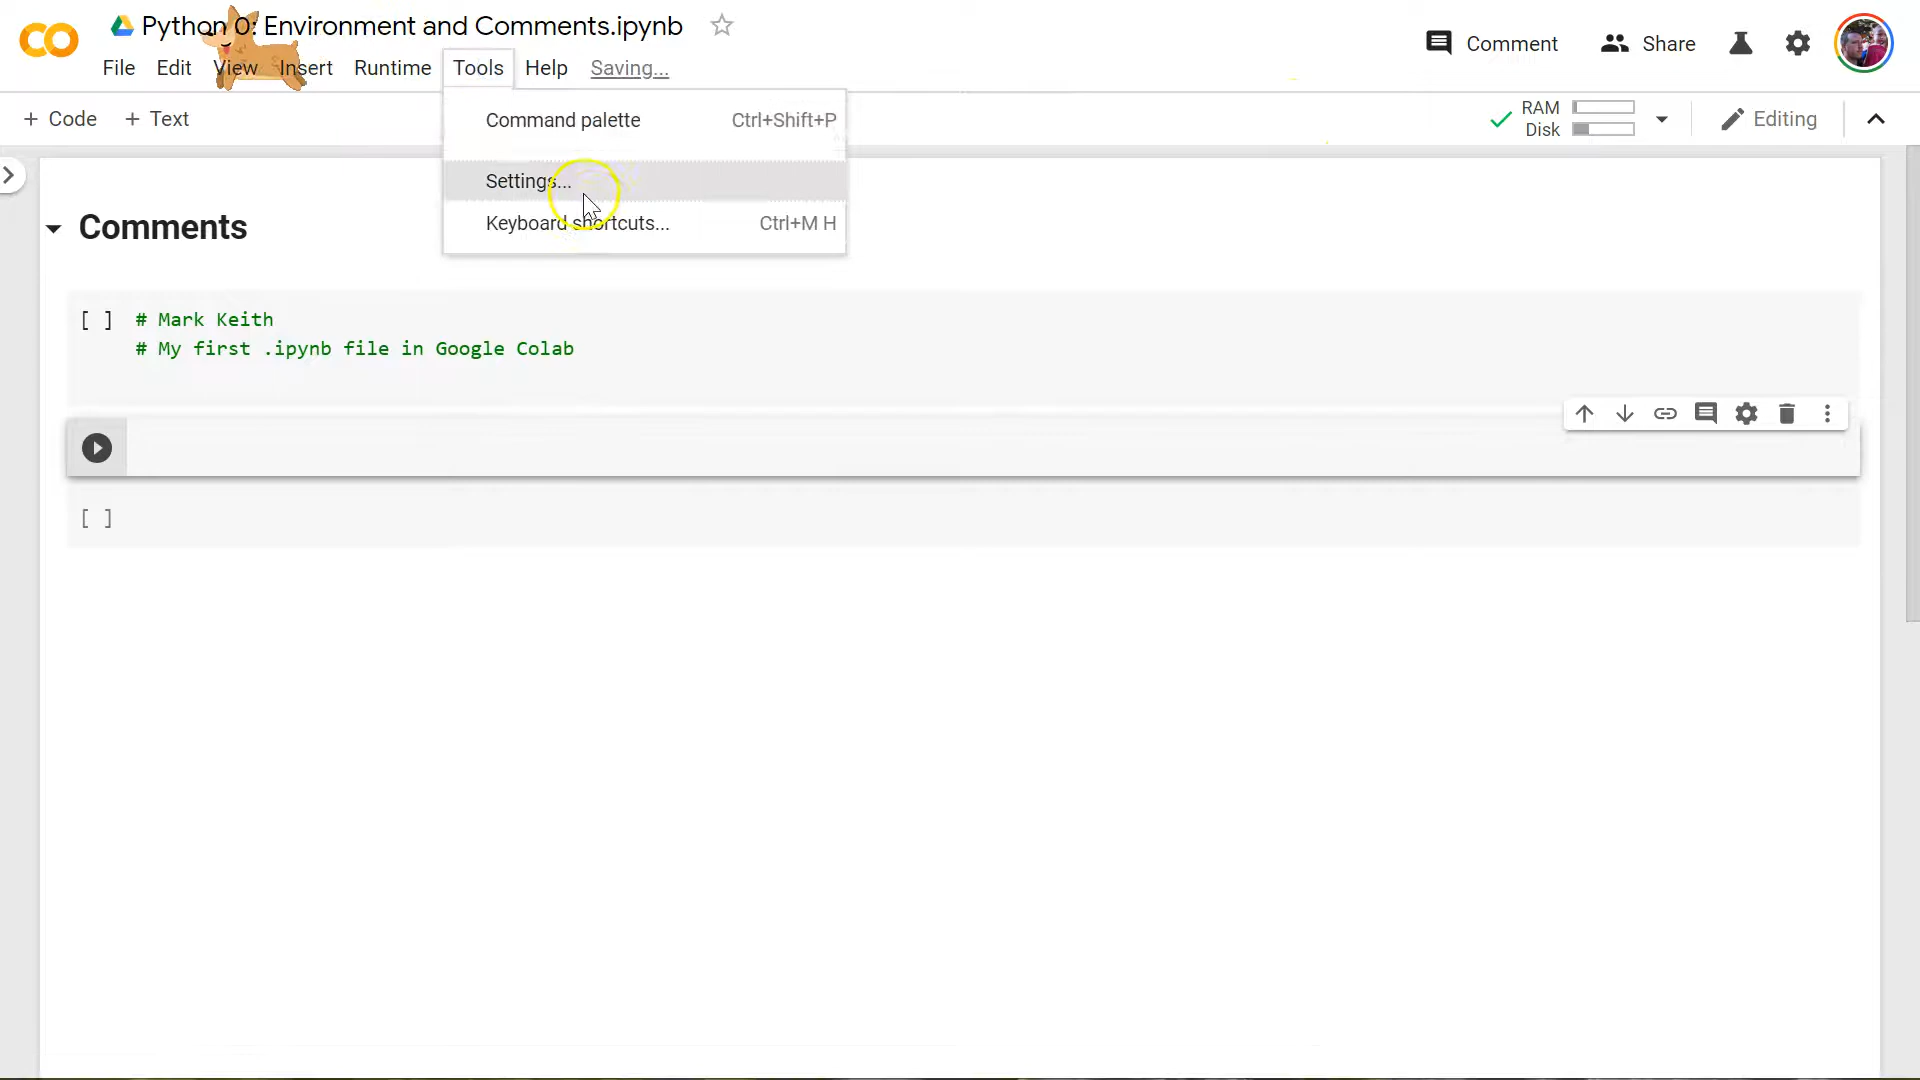 Python 0: Environment and Comments.ipynb
Comment Share
File Edit View Insert Runtime Tools Help Saving...
+ Code + Text
RAM
Disk
Editing
Command palette Ctrl+Shift+P
Settings...
Keyboard shortcuts... Ctrl+M H
Comments
[ ] # Mark Keith
# My first .ipynb file in Google Colab
[ ]